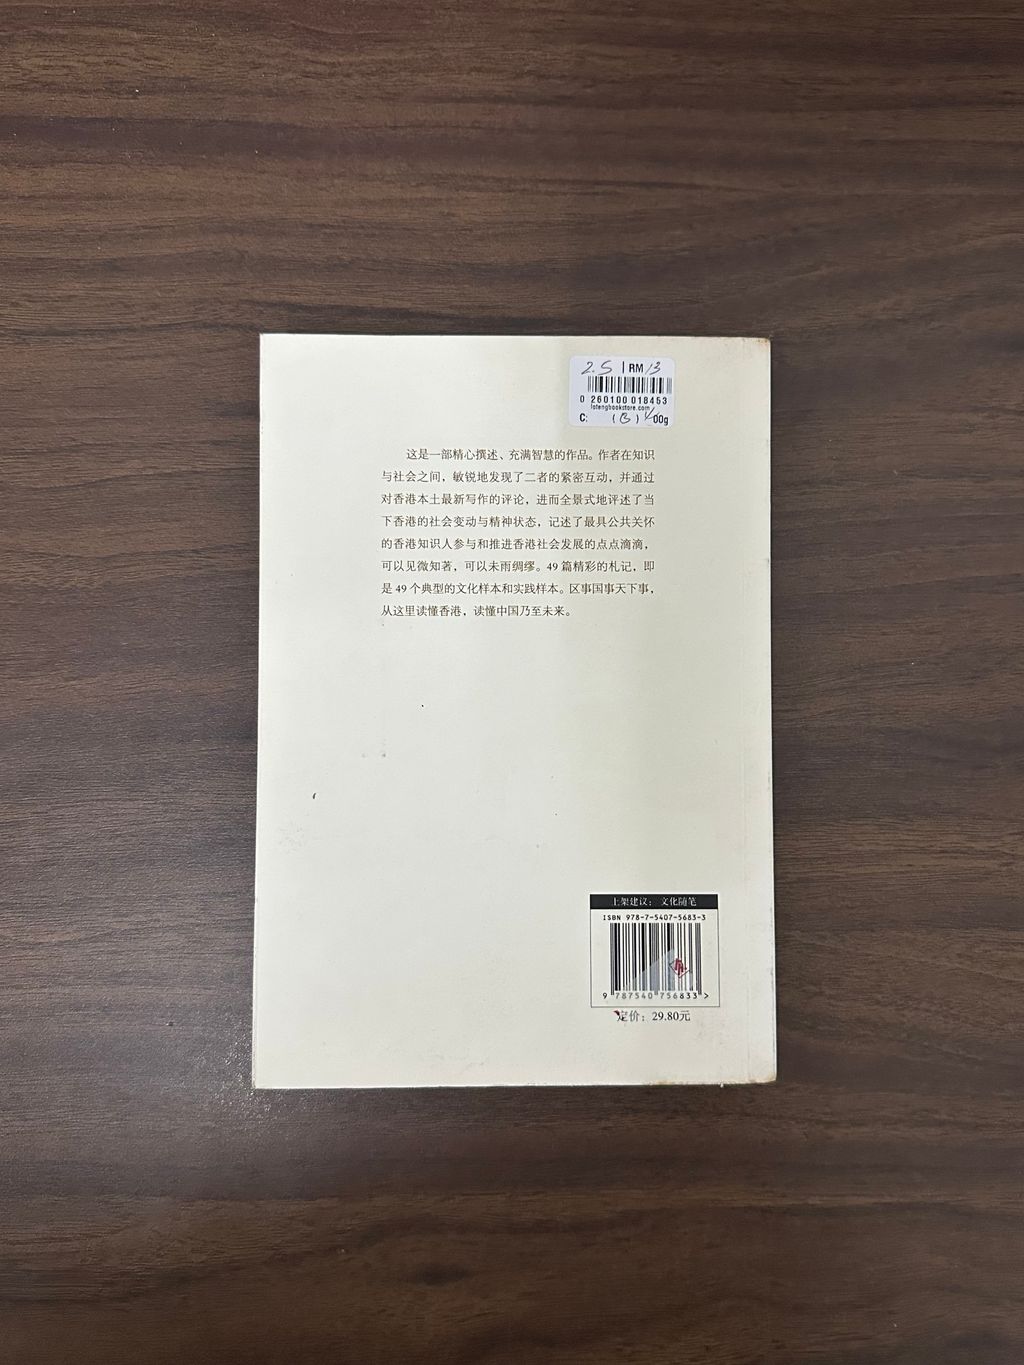 2.5 | RM 13
0 260100 018453
lotengbookstore.com
C: (B) 00g
这是一部精心撰述、充满智慧的作品。作者在知识
与社会之间，敏锐地发现了二者的紧密互动，并通过
对香港本土最新写作的评论，进而全景式地评述了当
下香港的社会变动与精神状态，记述了最具公共关怀
的香港知识人参与和推进香港社会发展的点点滴滴，
可以见微知著，可以未雨绸缪。49 篇精彩的札记，即
是 49 个典型的文化样本和实践样本。区事国事天下事，
从这里读懂香港，读懂中国乃至未来。
上架建议：文化随笔
ISBN 978-7-5407-5683-3
9 787540 756833 >
定价：29.80元